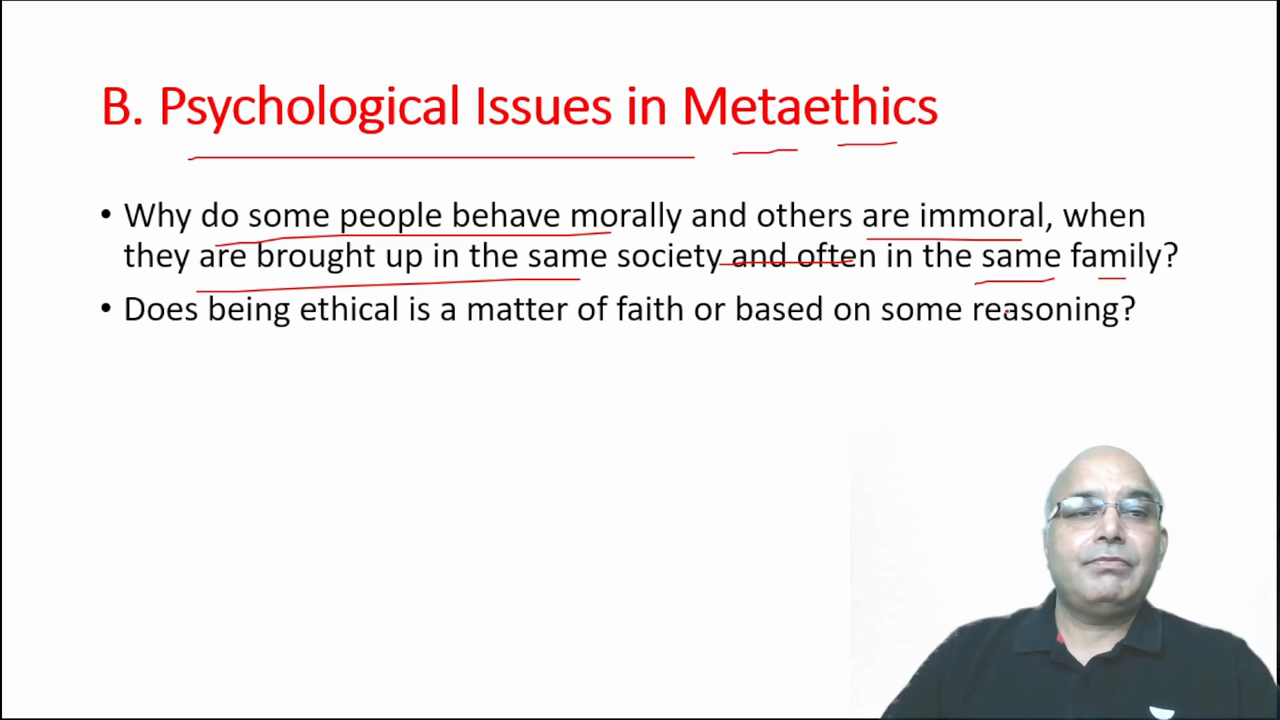 B. Psychological Issues in Metaethics
• Why do some people behave morally and others are immoral, when
they are brought up in the same society and often in the same family?
• Does being ethical is a matter of faith or based on some reasoning?